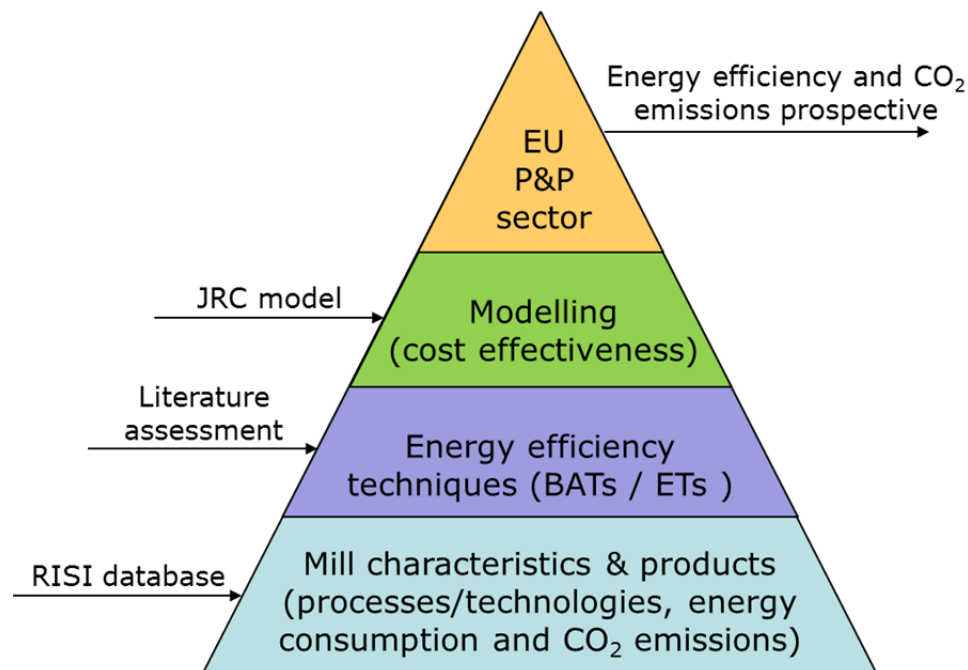 Energy efficiency and CO₂
emissions prospective
EU
P&P
sector
JRC model
Modelling
(cost effectiveness)
Literature
assessment
Energy efficiency
techniques (BATs / ETs )
RISI database
Mill characteristics & products
(processes/technologies, energy
consumption and CO₂ emissions)